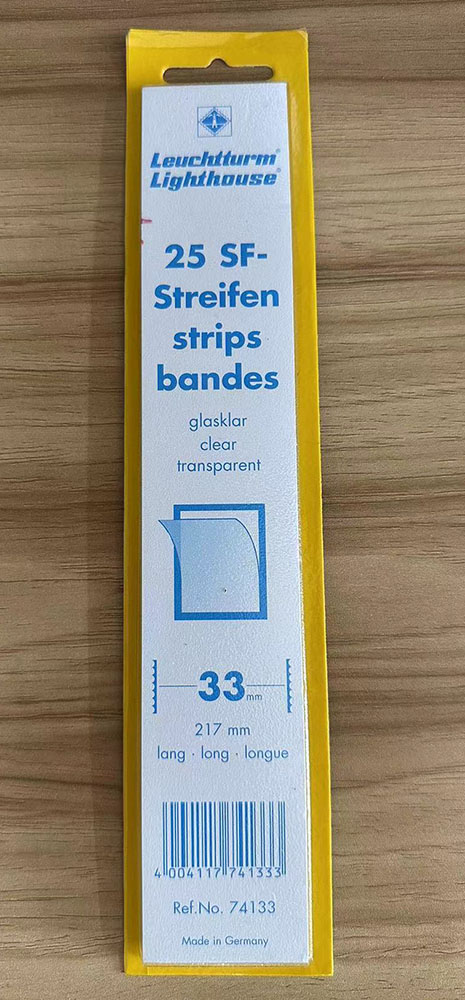 Leuchtturm®
Lighthouse®
25 SF-
Streifen
strips
bandes
glasklar
clear
transparent
33 mm
217 mm
lang · long · longue
4 004117 741333
Ref.No. 74133
Made in Germany